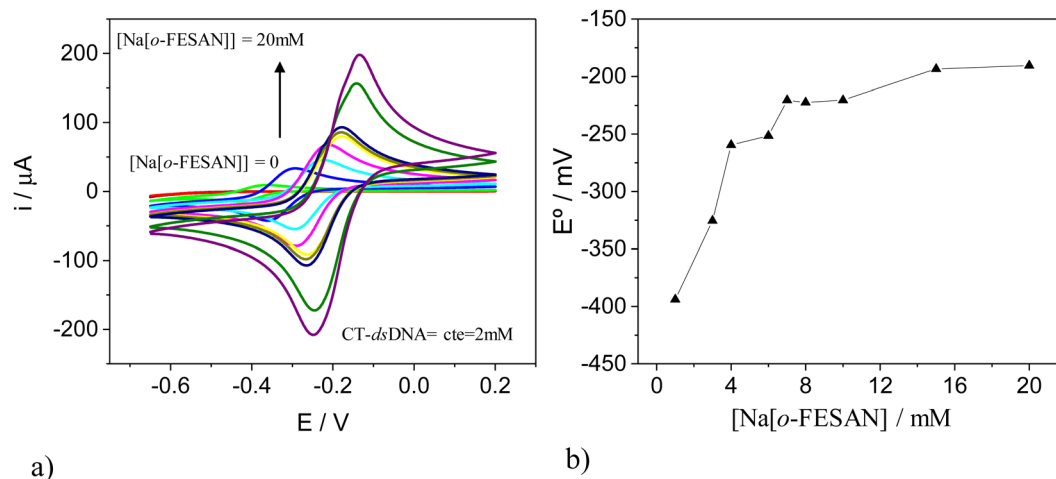 [Na[o-FESAN]] = 20mM
[Na[o-FESAN]] = 0
CT-dsDNA= cte=2mM
200
100
0
-100
-200
i / µA
-0.6
-0.4
-0.2
0.0
0.2
E / V
a)
-150
-200
-250
-300
-350
-400
-450
Eº / mV
0
4
8
12
16
20
[Na[o-FESAN] / mM
b)